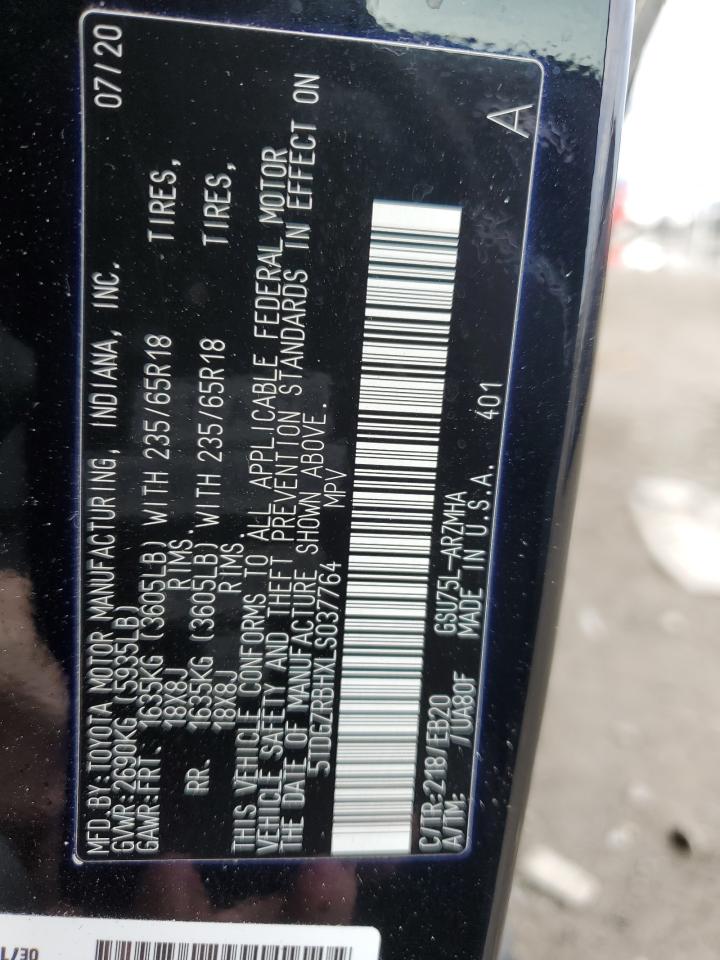 MFD.BY:TOYOTA MOTOR MANUFACTURING, INDIANA, INC. 07/20
GVWR:2690KG (5935LB)
GAWR:FRT. 1635KG (3605LB) WITH 235/65R18 TIRES,
18X8J RIMS,
RR. 1635KG (3605LB) WITH 235/65R18 TIRES,
18X8J RIMS
THIS VEHICLE CONFORMS TO ALL APPLICABLE FEDERAL MOTOR
VEHICLE SAFETY AND THEFT PREVENTION STANDARDS IN EFFECT ON
THE DATE OF MANUFACTURE SHOWN ABOVE.
5TDGZRBHXLS037764 MPV
C/TR:218/EB20 GSU75L-ARZMHA
A/TM: /UA80F MADE IN U.S.A. 401 A